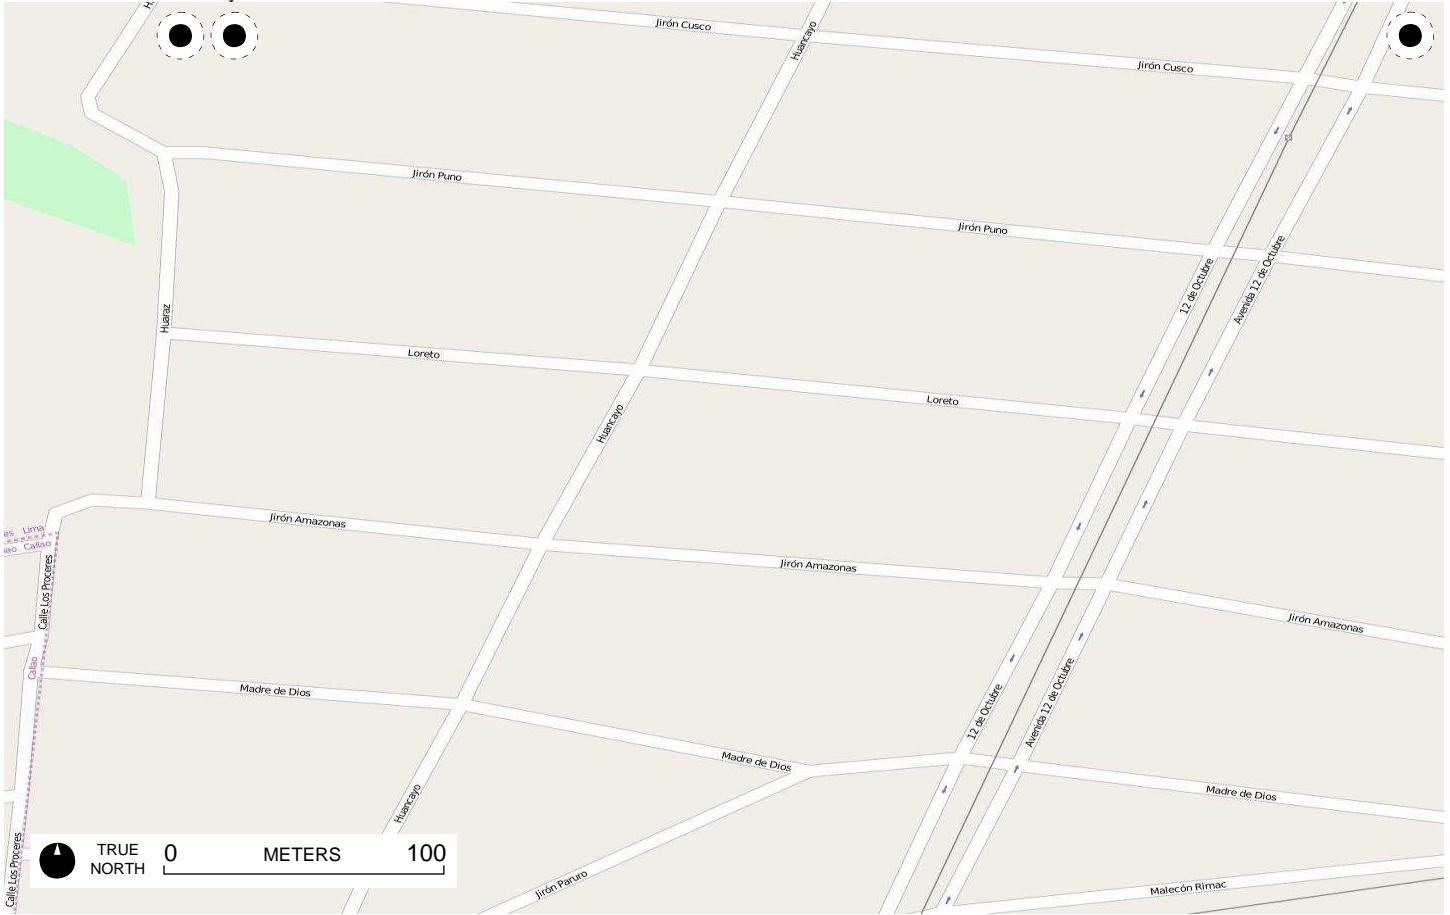 Jirón Cusco
Huancayo
Jirón Cusco
Jirón Puno
Jirón Puno
12 de Octubre
Avenida 12 de Octubre
Huaraz
Loreto
Loreto
Huancayo
Jirón Amazonas
Lima
Callao
Calle Los Proceres
Jirón Amazonas
Jirón Amazonas
Callao
Madre de Dios
12 de Octubre
Avenida 12 de Octubre
Madre de Dios
Madre de Dios
Huancayo
Calle Los Proceres
TRUE
NORTH
0 METERS 100
Jirón Paruro
Malecón Rimac